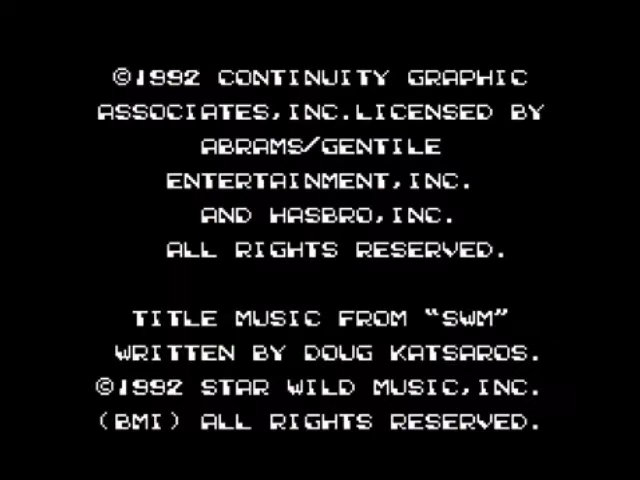 ©1992 CONTINUITY GRAPHIC
ASSOCIATES,INC.LICENSED BY
ABRAMS/GENTILE
ENTERTAINMENT,INC.
AND HASBRO,INC.
ALL RIGHTS RESERVED.
TITLE MUSIC FROM “SWM”
WRITTEN BY DOUG KATSAROS.
©1992 STAR WILD MUSIC,INC.
(BMI) ALL RIGHTS RESERVED.